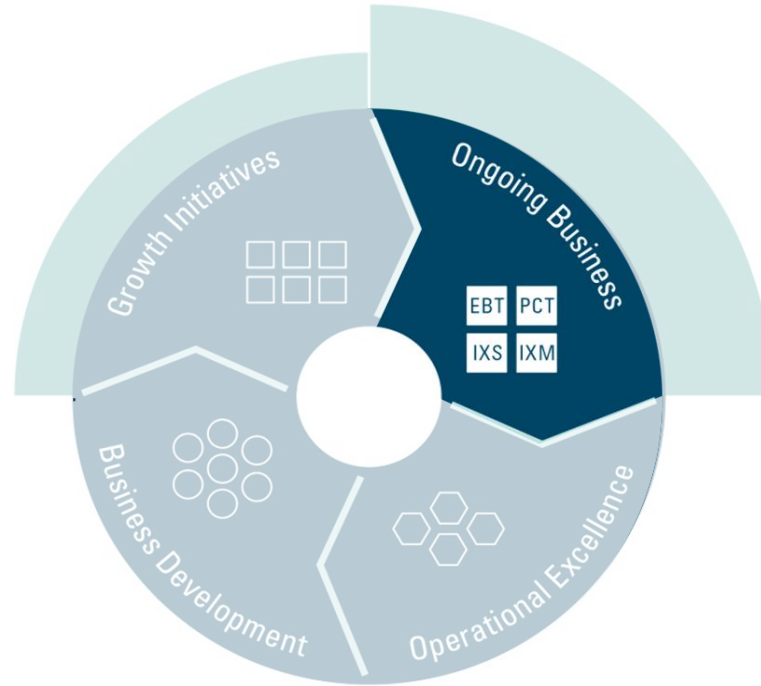 Growth Initiatives
Ongoing Business
EBT PCT
IXS IXM
Business Development
Operational Excellence